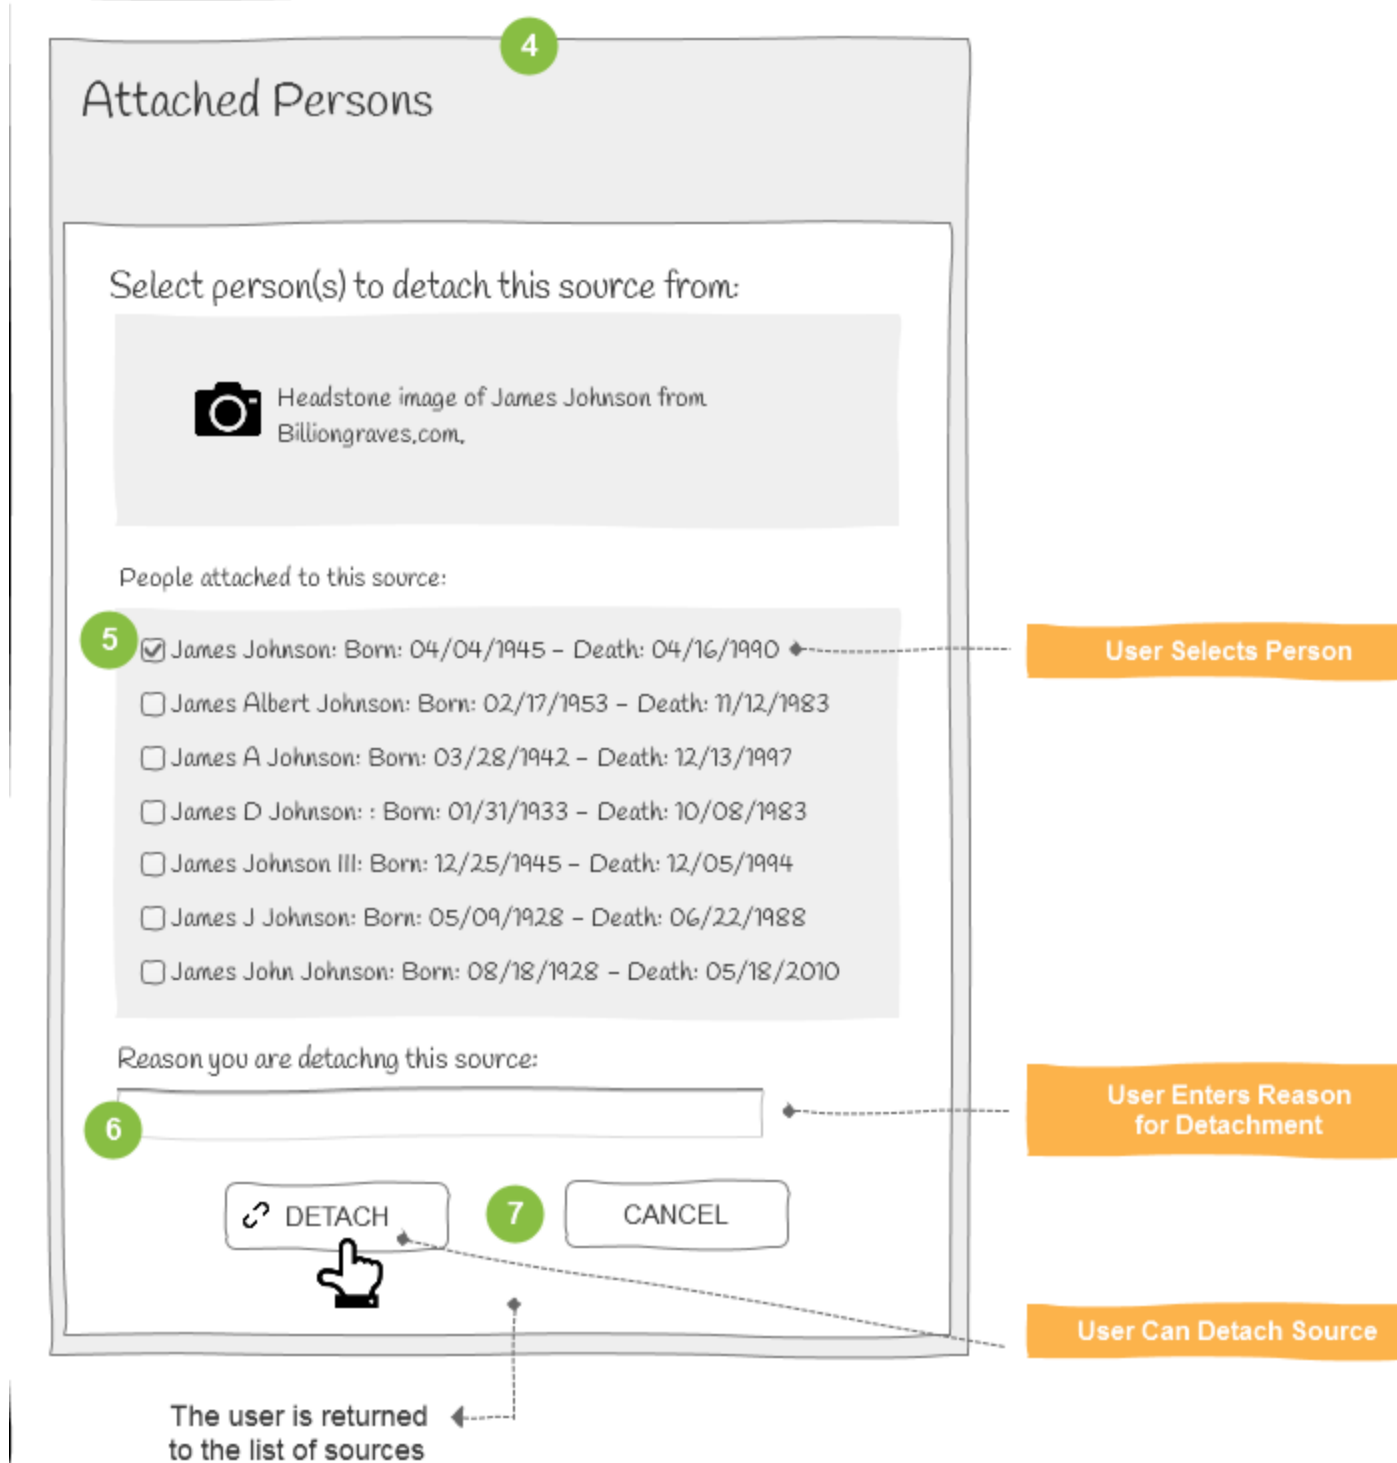 4
Attached Persons
Select person(s) to detach this source from:
Headstone image of James Johnson from
Billiongraves.com.
People attached to this source:
5
James Johnson: Born: 04/04/1945 – Death: 04/16/1990
User Selects Person
James Albert Johnson: Born: 02/17/1953 – Death: 11/12/1983
James A Johnson: Born: 03/28/1942 – Death: 12/13/1997
James D Johnson: : Born: 01/31/1933 – Death: 10/08/1983
James Johnson III: Born: 12/25/1945 – Death: 12/05/1994
James J Johnson: Born: 05/09/1928 – Death: 06/22/1988
James John Johnson: Born: 08/18/1928 – Death: 05/18/2010
Reason you are detachng this source:
6
User Enters Reason
for Detachment
DETACH
7
CANCEL
User Can Detach Source
The user is returned
to the list of sources